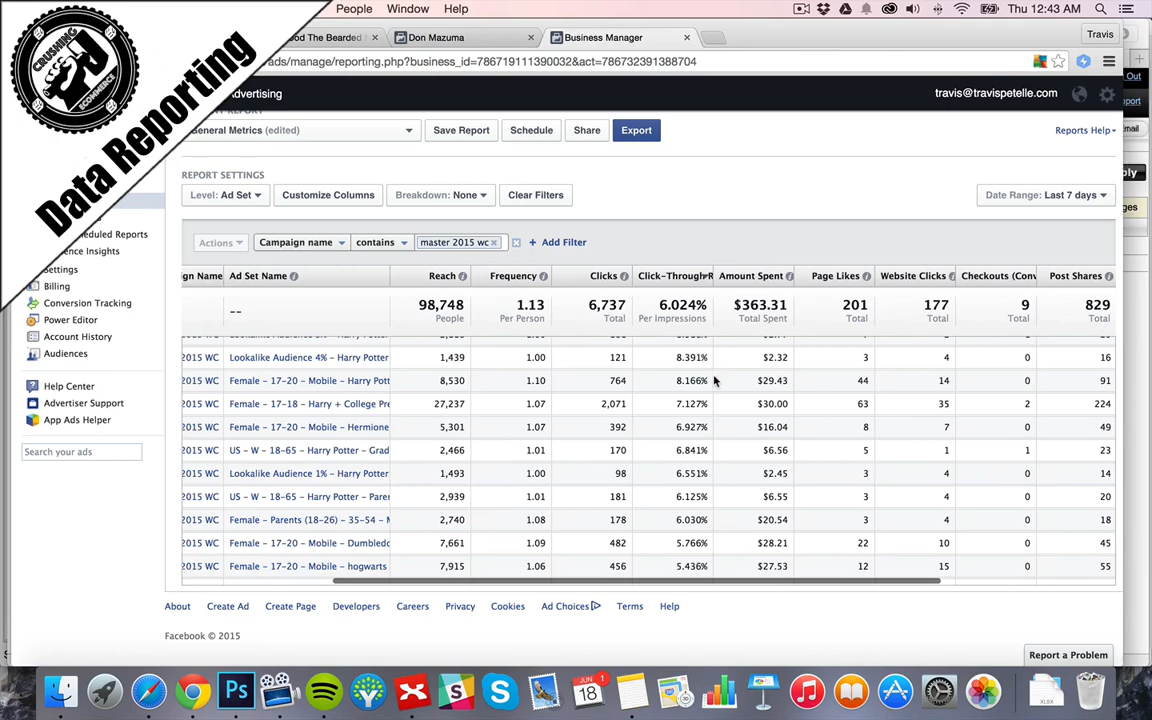 CRUSHING
ECOMMERCE
Data Reporting
People Window Help Thu 12:43 AM
ood The Bearded Don Mazuma Business Manager Travis
ads/manage/reporting.php?business_id=786719111390032&act=786732391388704
Advertising travis@travispetelle.com Out
General Metrics (edited) Save Report Schedule Share Export Reports Help
REPORT SETTINGS
Level: Ad Set Customize Columns Breakdown: None Clear Filters Date Range: Last 7 days
Actions Campaign name contains master 2015 wc + Add Filter
ign Name Ad Set Name Reach Frequency Clicks Click-Through R Amount Spent Page Likes Website Clicks Checkouts (Conv Post Shares
-- 98,748 1.13 6,737 6.024% $363.31 201 177 9 829
People Per Person Total Per Impressions Total Spent Total Total Total Total
2015 WC Lookalike Audience 4% - Harry Potter 1,439 1.00 121 8.391% $2.32 3 4 0 16
2015 WC Female - 17-20 - Mobile - Harry Pott 8,530 1.10 764 8.166% $29.43 44 14 0 91
2015 WC Female - 17-18 - Harry + College Pre 27,237 1.07 2,071 7.127% $30.00 63 35 2 224
2015 WC Female - 17-20 - Mobile - Hermione 5,301 1.07 392 6.927% $16.04 8 7 0 49
2015 WC US - W - 18-65 - Harry Potter - Grad 2,466 1.01 170 6.841% $6.56 5 1 1 23
2015 WC Lookalike Audience 1% - Harry Potter 1,493 1.00 98 6.551% $2.45 3 4 0 14
2015 WC US - W - 18-65 - Harry Potter - Parer 2,939 1.01 181 6.125% $6.55 3 4 0 20
2015 WC Female - Parents (18-26) - 35-54 - M 2,740 1.08 178 6.030% $20.54 3 4 0 18
2015 WC Female - 17-20 - Mobile - Dumbledo 7,661 1.09 482 5.766% $28.21 22 10 0 45
2015 WC Female - 17-20 - Mobile - hogwarts 7,915 1.06 456 5.436% $27.53 12 15 0 55
heduled Reports
ence Insights
Settings
Billing
Conversion Tracking
Power Editor
Account History
Audiences
Help Center
Advertiser Support
App Ads Helper
Search your ads
About Create Ad Create Page Developers Careers Privacy Cookies Ad Choices Terms Help
Facebook © 2015
Report a Problem
Ps JUN 18 1 XLSX